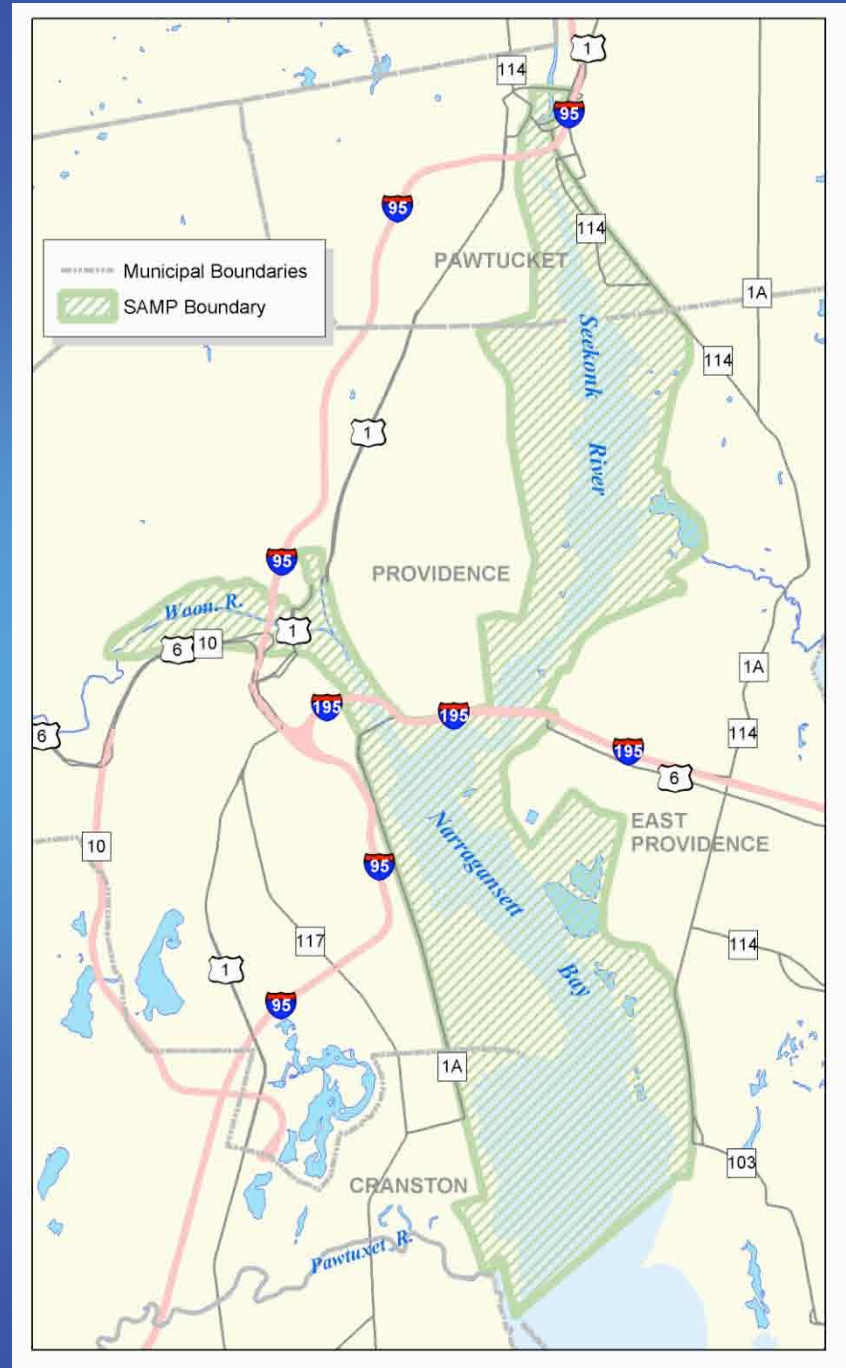 1
114
95
95
114
PAWTUCKET
Municipal Boundaries
SAMP Boundary
1A
Seekonk
River
114
1
95
PROVIDENCE
Woon. R.
1
6
10
1A
195
195
114
6
195
6
EAST
PROVIDENCE
Narragansett
Bay
10
95
117
114
1
95
1A
103
CRANSTON
Pawtuxet R.